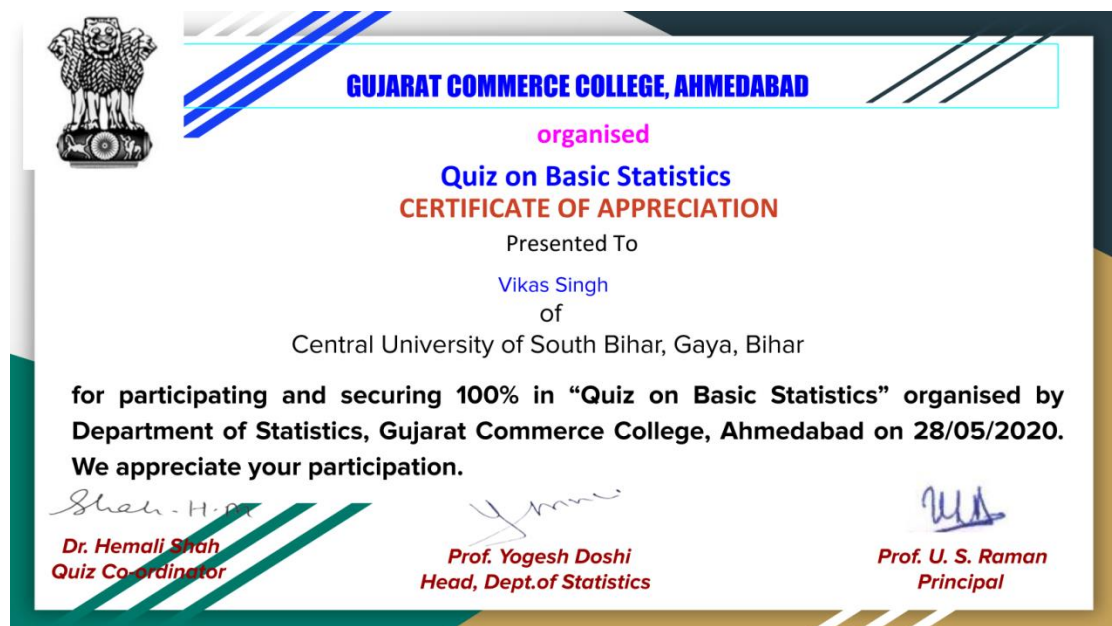 GUJARAT COMMERCE COLLEGE, AHMEDABAD
organised
Quiz on Basic Statistics
CERTIFICATE OF APPRECIATION
Presented To
Vikas Singh
of
Central University of South Bihar, Gaya, Bihar
for participating and securing 100% in “Quiz on Basic Statistics” organised by
Department of Statistics, Gujarat Commerce College, Ahmedabad on 28/05/2020.
We appreciate your participation.
Shah. H. M
Dr. Hemali Shah
Quiz Co-ordinator
Prof. Yogesh Doshi
Head, Dept.of Statistics
Prof. U. S. Raman
Principal